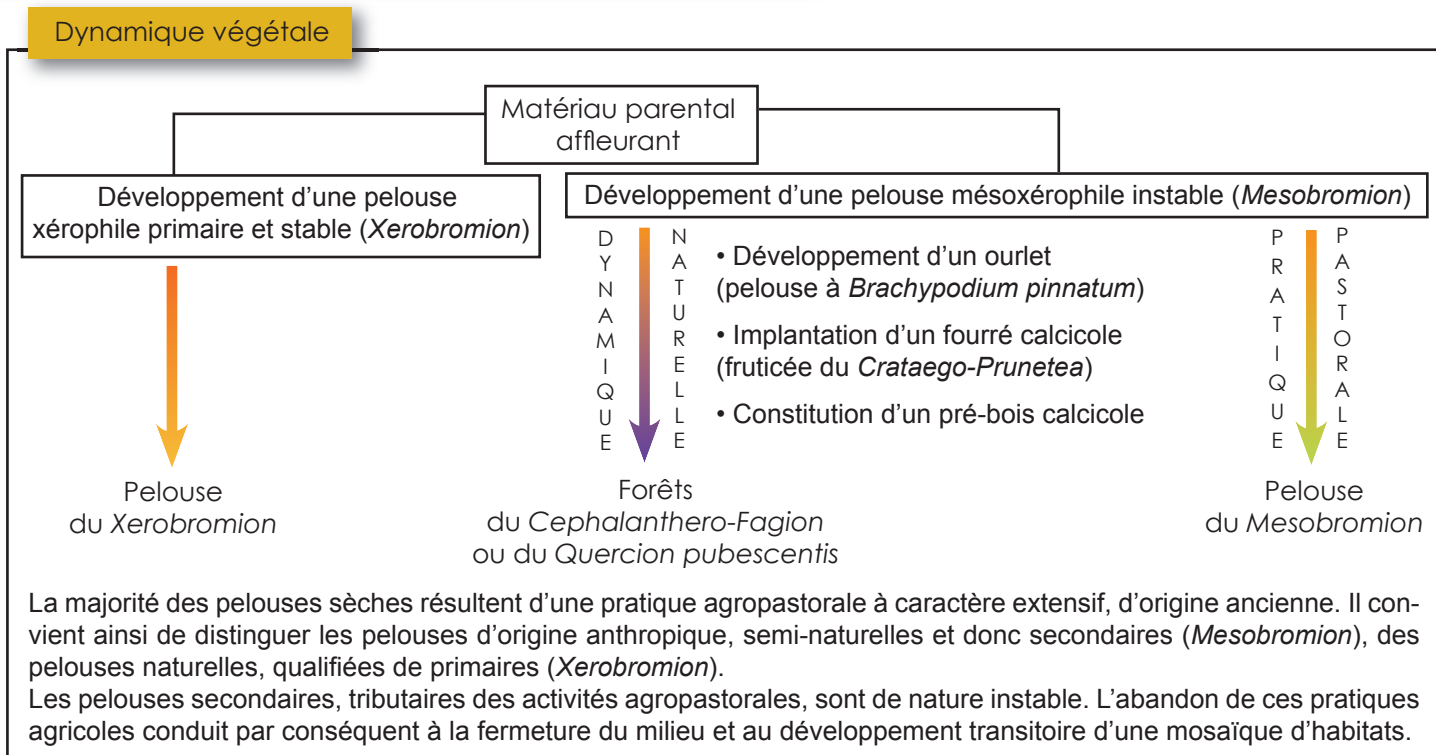 Dynamique végétale
Matériau parental
affleurant
Développement d’une pelouse
xérophile primaire et stable (Xerobromion)
Développement d’une pelouse mésoxérophile instable (Mesobromion)
DYNAMIQUE
NATURELLE
• Développement d’un ourlet
(pelouse à Brachypodium pinnatum)
• Implantation d’un fourré calcicole
(fruticée du Crataego-Prunetea)
• Constitution d’un pré-bois calcicole
PRATIQUE
PASTORALE
Pelouse
du Xerobromion
Forêts
du Cephalanthero-Fagion
ou du Quercion pubescentis
Pelouse
du Mesobromion
La majorité des pelouses sèches résultent d’une pratique agropastorale à caractère extensif, d’origine ancienne. Il con-
vient ainsi de distinguer les pelouses d’origine anthropique, semi-naturelles et donc secondaires (Mesobromion), des
pelouses naturelles, qualifiées de primaires (Xerobromion).
Les pelouses secondaires, tributaires des activités agropastorales, sont de nature instable. L’abandon de ces pratiques
agricoles conduit par conséquent à la fermeture du milieu et au développement transitoire d’une mosaïque d’habitats.